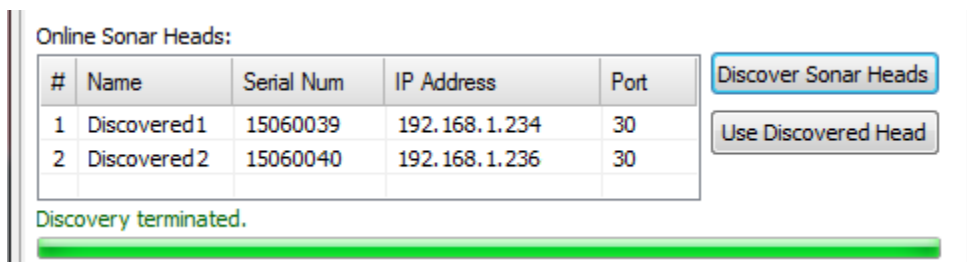 Online Sonar Heads:
# Name Serial Num IP Address Port
1 Discovered1 15060039 192.168.1.234 30
2 Discovered2 15060040 192.168.1.236 30
Discover Sonar Heads
Use Discovered Head
Discovery terminated.